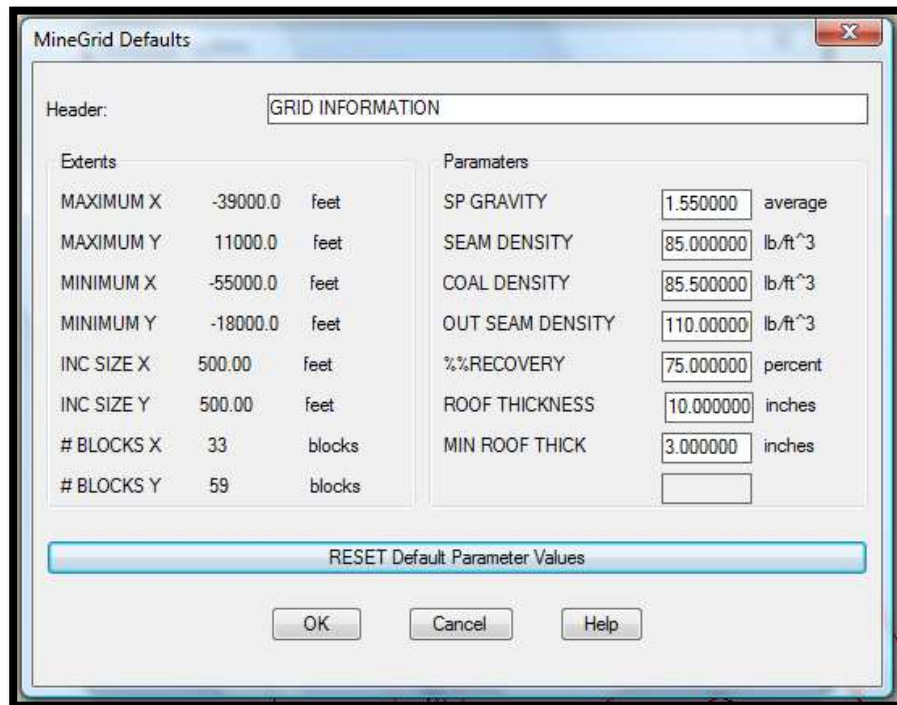 MineGrid Defaults
Header: GRID INFORMATION
Extents
MAXIMUM X -39000.0 feet
MAXIMUM Y 11000.0 feet
MINIMUM X -55000.0 feet
MINIMUM Y -18000.0 feet
INC SIZE X 500.00 feet
INC SIZE Y 500.00 feet
# BLOCKS X 33 blocks
# BLOCKS Y 59 blocks
Paramaters
SP GRAVITY 1.550000 average
SEAM DENSITY 85.000000 lb/ft^3
COAL DENSITY 85.500000 lb/ft^3
OUT SEAM DENSITY 110.00000 lb/ft^3
%%RECOVERY 75.000000 percent
ROOF THICKNESS 10.000000 inches
MIN ROOF THICK 3.000000 inches
RESET Default Parameter Values
OK Cancel Help